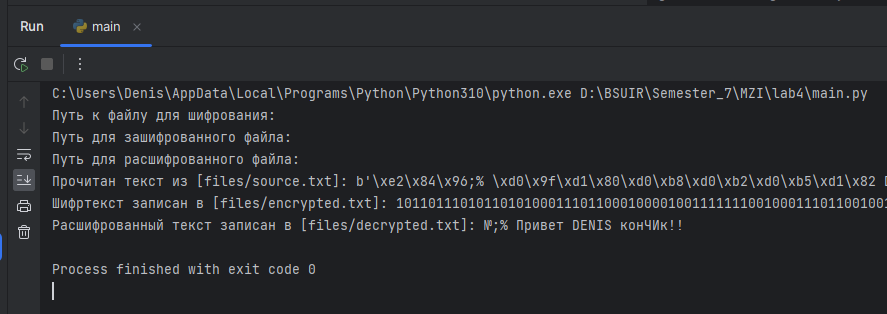 Run main
C:\Users\Denis\AppData\Local\Programs\Python\Python310\python.exe D:\BSUIR\Semester_7\MZI\lab4\main.py
Путь к файлу для шифрования:
Путь для зашифрованного файла:
Путь для расшифрованного файла:
Прочитан текст из [files/source.txt]: b'\xe2\x84\x96;% \xd0\x9f\xd1\x80\xd0\xb8\xd0\xb2\xd0\xb5\xd1\x82
Шифртекст записан в [files/encrypted.txt]:
Расшифрованный текст записан в [files/decrypted.txt]: №;% Привет DENIS конЧИк!!
Process finished with exit code 0